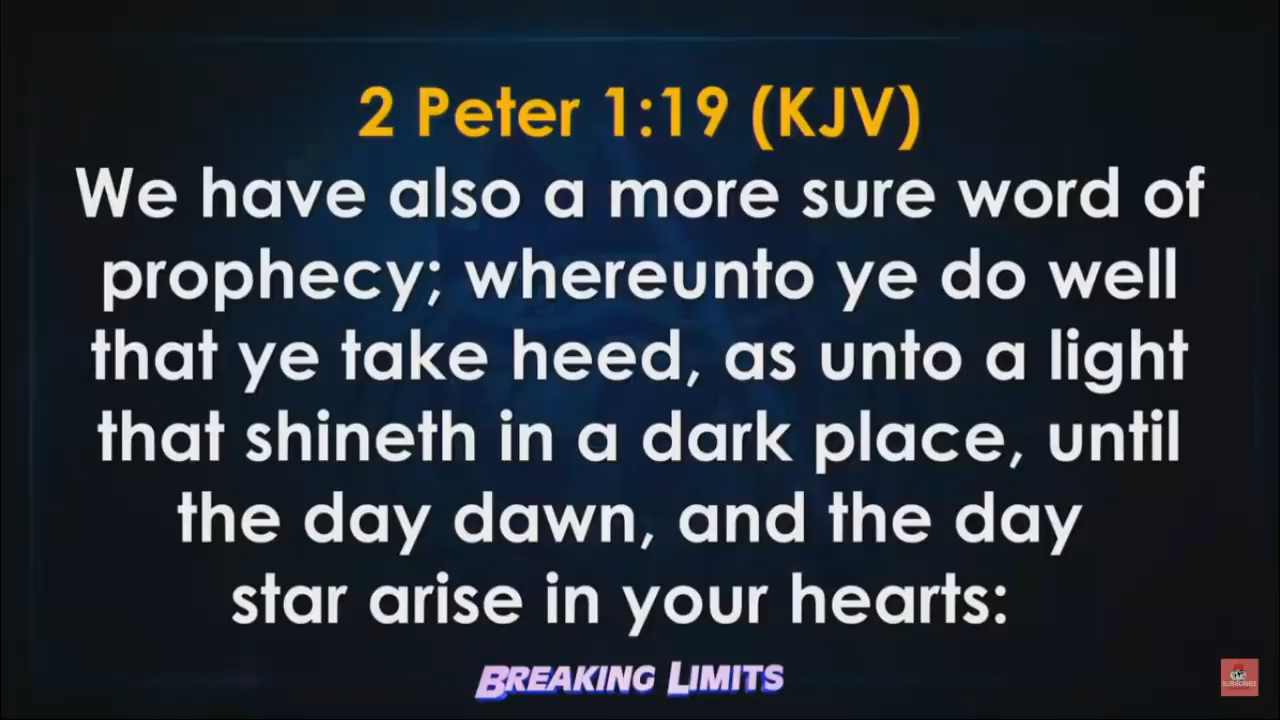 2 Peter 1:19 (KJV)
We have also a more sure word of
prophecy; whereunto ye do well
that ye take heed, as unto a light
that shineth in a dark place, until
the day dawn, and the day
star arise in your hearts:
BREAKING LIMITS
SUBSCRIBE